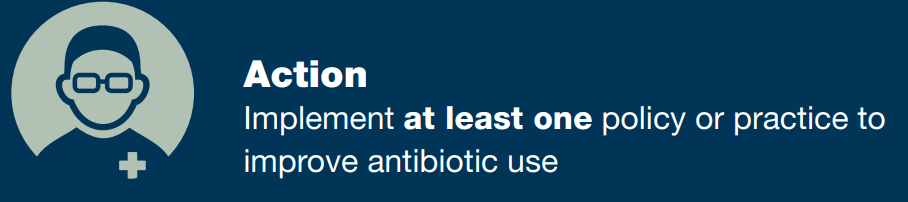 Action
Implement at least one policy or practice to
improve antibiotic use